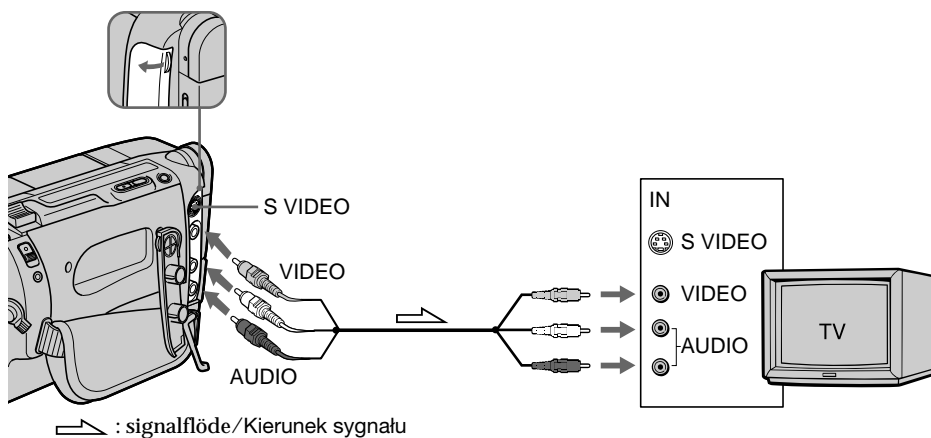 S VIDEO
VIDEO
AUDIO
IN
S VIDEO
VIDEO
AUDIO
TV
: signalflöde/Kierunek sygnału